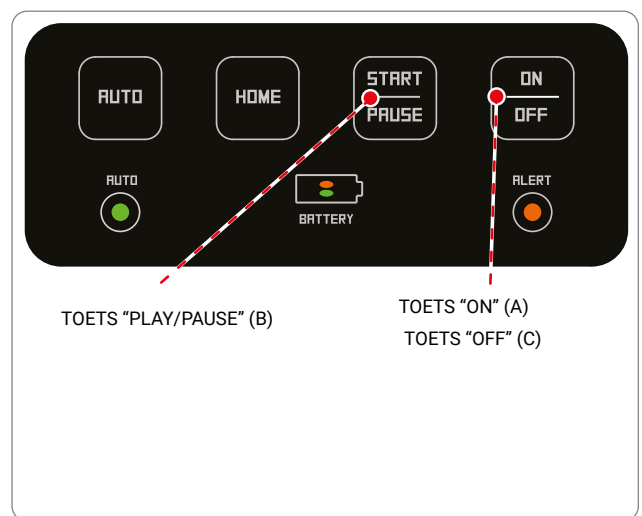 AUTO
HOME
START
PAUSE
ON
OFF
AUTO
BATTERY
ALERT
TOETS “PLAY/PAUSE” (B)
TOETS “ON” (A)
TOETS “OFF” (C)